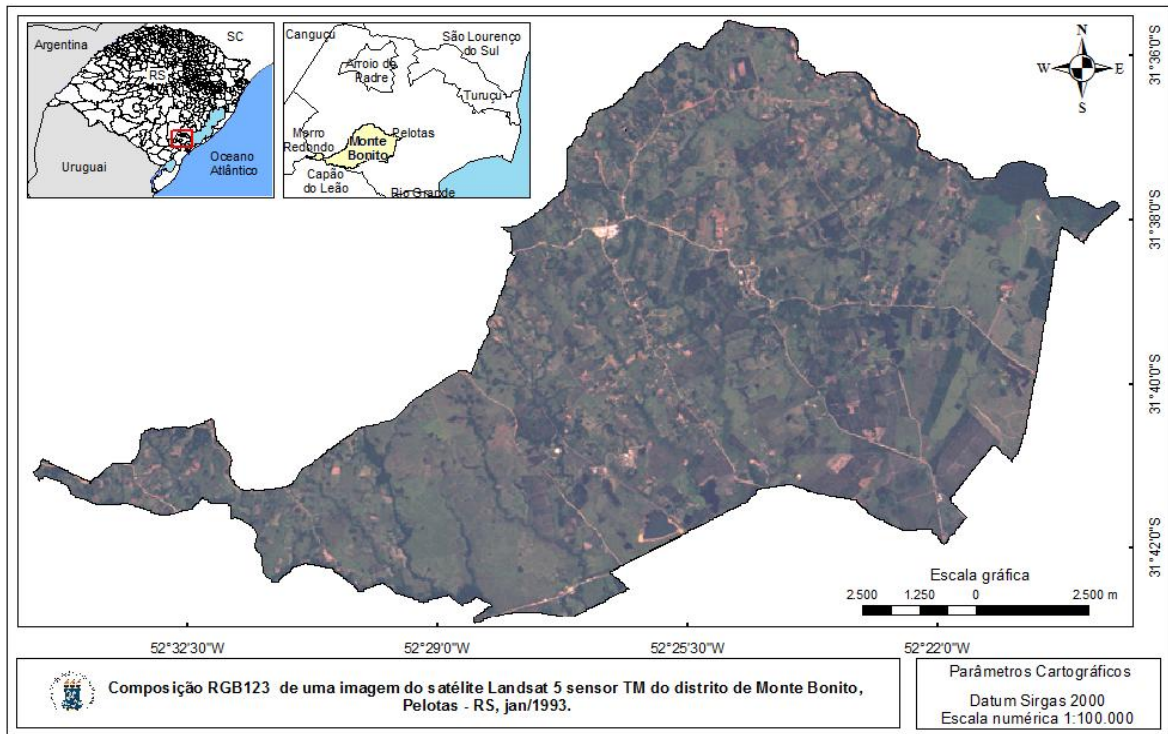 Argentina
SC
RS
Uruguai
Oceano
Atlântico
Canguçú
São Lourenço
do Sul
Arroio do
Padre
Turuçú
Morro
Redondo
Pelotas
Monte
Bonito
Capão
do Leão
Rio Grande
N
W
E
S
31°36'0"S
31°38'0"S
31°40'0"S
31°42'0"S
Escala gráfica
2.500 1.250 0 2.500 m
52°32'30"W 52°29'0"W 52°25'30"W 52°22'0"W
Composição RGB123 de uma imagem do satélite Landsat 5 sensor TM do distrito de Monte Bonito,
Pelotas - RS, jan/1993.
Parâmetros Cartográficos
Datum Sirgas 2000
Escala numérica 1:100.000